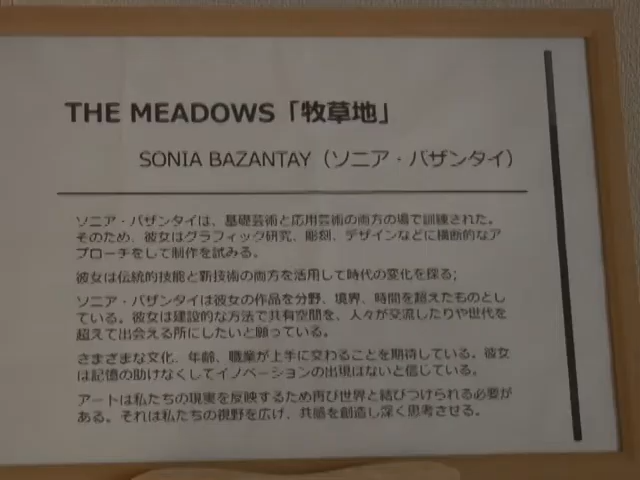 THE MEADOWS「牧草地」
SONIA BAZANTAY（ソニア・バザンタイ）
ソニア・バザンタイは、基礎芸術と応用芸術の両方の場で訓練された。
そのため、彼女はグラフィック研究、彫刻、デザインなどに横断的なア
プローチをして制作を試みる。
彼女は伝統的技能と新技術の両方を活用して時代の変化を探る;
ソニア・バザンタイは彼女の作品を分野、境界、時間を超えたものとし
ている。彼女は建設的な方法で共有空間を、人々が交流したりや世代を
超えて出会える所にしたいと願っている。
さまざまな文化、年齢、職業が上手に交わることを期待している。彼女
は記憶の助けなくしてイノベーションの出現はないと信じている。
アートは私たちの現実を反映するため再び世界と結びつけられる必要が
ある。それは私たちの視野を広げ、共感を創造し深く思考させる。